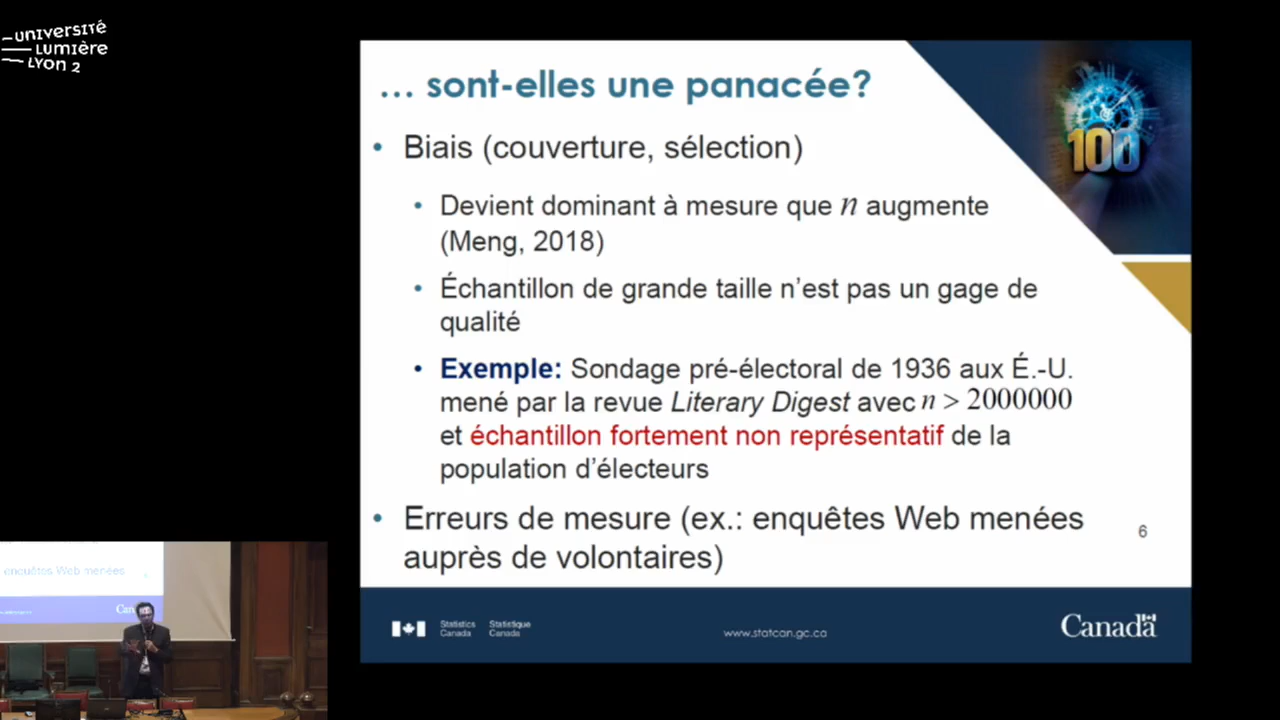 université
Lumière
Lyon 2
… sont-elles une panacée?
• Biais (couverture, sélection)
• Devient dominant à mesure que n augmente
(Meng, 2018)
• Échantillon de grande taille n’est pas un gage de
qualité
• Exemple: Sondage pré-électoral de 1936 aux É.-U.
mené par la revue Literary Digest avec n > 2000000
et échantillon fortement non représentatif de la
population d’électeurs
• Erreurs de mesure (ex.: enquêtes Web menées
auprès de volontaires)
100
6
Statistics Canada
Statistique Canada
www.statcan.gc.ca
Canada
enquêtes Web menées